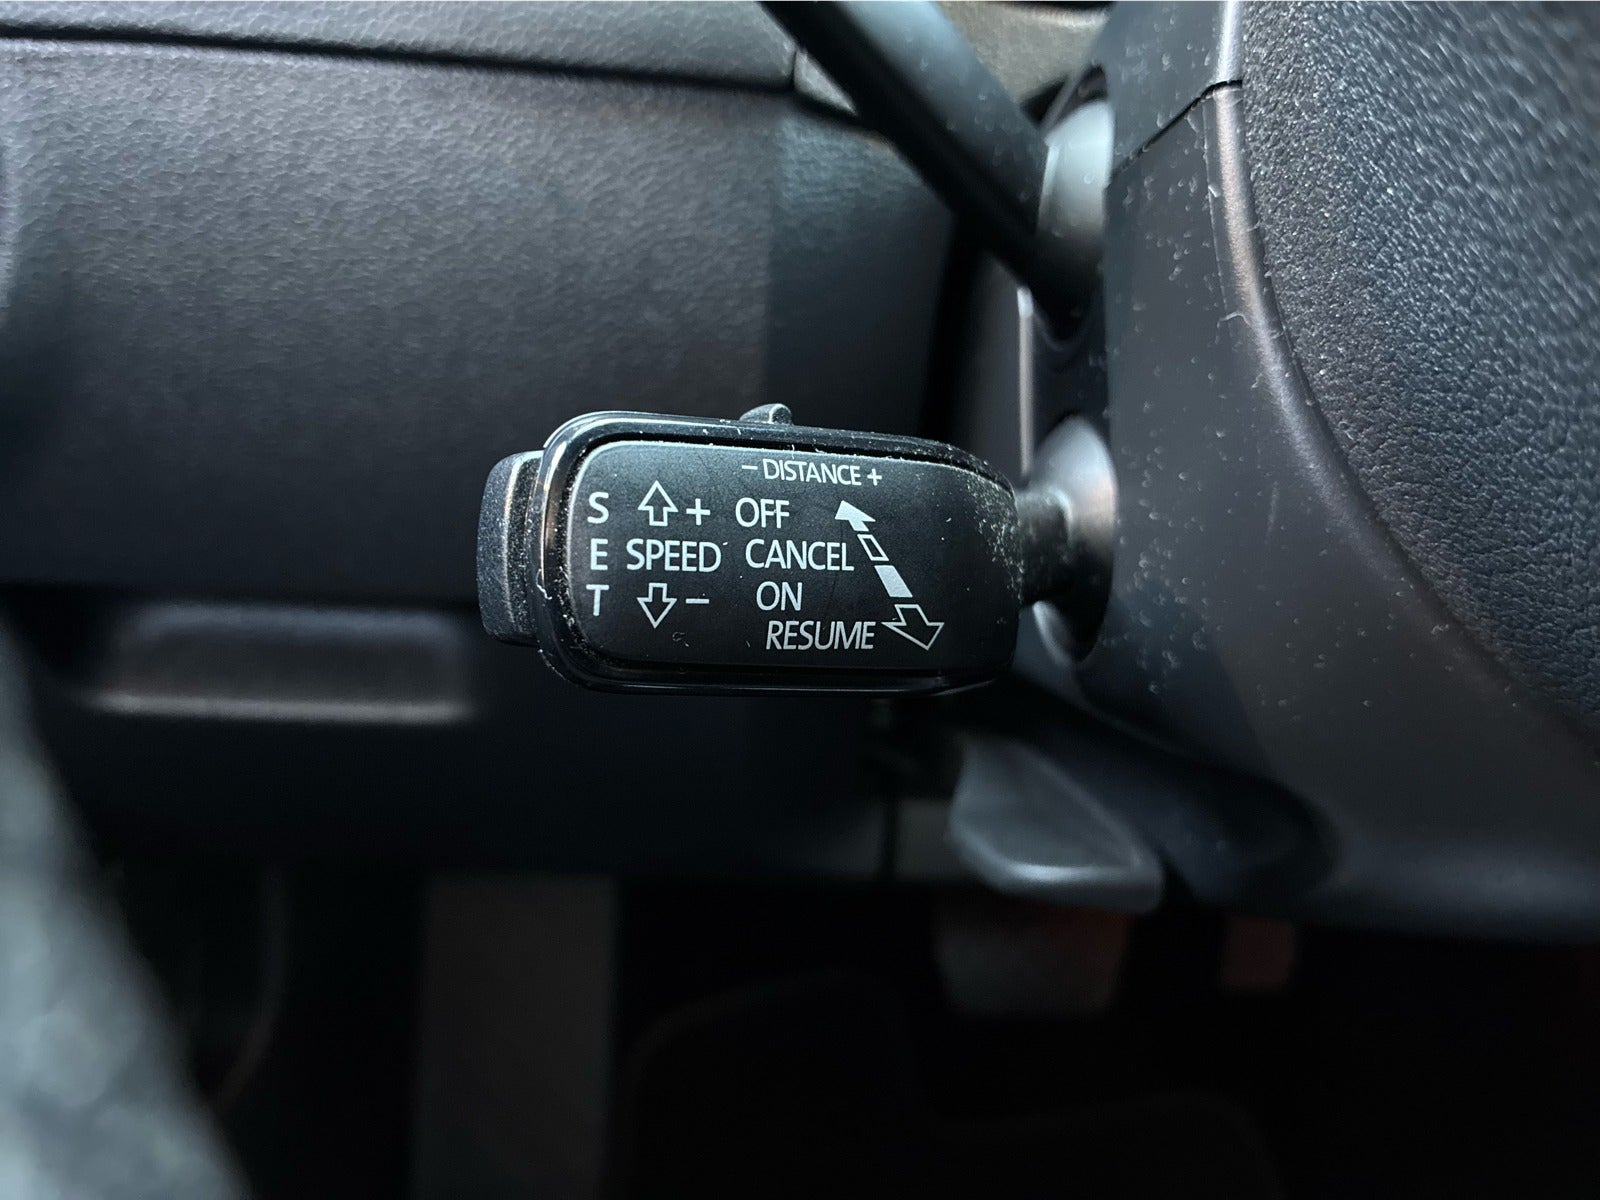 – DISTANCE +
S + OFF
E SPEED CANCEL
T – ON
RESUME